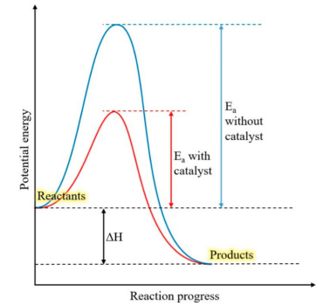 Potential energy
Eₐ
without
catalyst
Eₐ with
catalyst
Reactants
ΔH
Products
Reaction progress